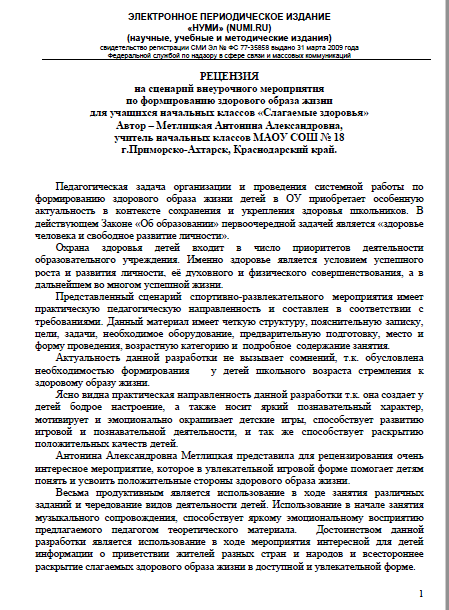 ЭЛЕКТРОННОЕ ПЕРИОДИЧЕСКОЕ ИЗДАНИЕ
«НУМИ» (NUMI.RU)
(научные, учебные и методические издания)
свидетельство регистрации СМИ Эл № ФС 77-35858 выдано 31 марта 2009 года
Федеральной службой по надзору в сфере связи и массовых коммуникаций
РЕЦЕНЗИЯ
на сценарий внеурочного мероприятия
по формированию здорового образа жизни
для учащихся начальных классов «Слагаемые здоровья»
Автор – Метлицкая Антонина Александровна,
учитель начальных классов МАОУ СОШ № 18
г.Приморско-Ахтарск, Краснодарский край.
Педагогическая задача организации и проведения системной работы по
формированию здорового образа жизни детей в ОУ приобретает особенную
актуальность в контексте сохранения и укрепления здоровья школьников. В
действующем Законе «Об образовании» первоочередной задачей является «здоровье
человека и свободное развитие личности».
Охрана здоровья детей входит в число приоритетов деятельности
образовательного учреждения. Именно здоровье является условием успешного
роста и развития личности, её духовного и физического совершенствования, а в
дальнейшем во многом успешной жизни.
Представленный сценарий спортивно-развлекательного мероприятия имеет
практическую педагогическую направленность и составлен в соответствии с
требованиями. Данный материал имеет четкую структуру, пояснительную записку,
цели, задачи, необходимое оборудование, предварительную подготовку, место и
форму проведения, возрастную категорию и подробное содержание занятия.
Актуальность данной разработки не вызывает сомнений, т.к. обусловлена
необходимостью формирования у детей школьного возраста стремления к
здоровому образу жизни.
Ясно видна практическая направленность данной разработки т.к. она создает у
детей бодрое настроение, а также носит яркий познавательный характер,
мотивирует и эмоционально окрашивает детские игры, способствует развитию
игровой и познавательной деятельности, и так же способствует раскрытию
положительных качеств детей.
Антонина Александровна Метлицкая представила для рецензирования очень
интересное мероприятие, которое в увлекательной игровой форме помогает детям
понять и усвоить положительные стороны здорового образа жизни.
Весьма продуктивным является использование в ходе занятия различных
заданий и чередование видов деятельности детей. Использование в начале занятия
музыкального сопровождения, способствует яркому эмоциональному восприятию
предлагаемого педагогом теоретического материала. Достоинством данной
разработки является использование в ходе мероприятия интересной для детей
информации о приветствии жителей разных стран и народов и всестороннее
раскрытие слагаемых здорового образа жизни в доступной и увлекательной форме.
1